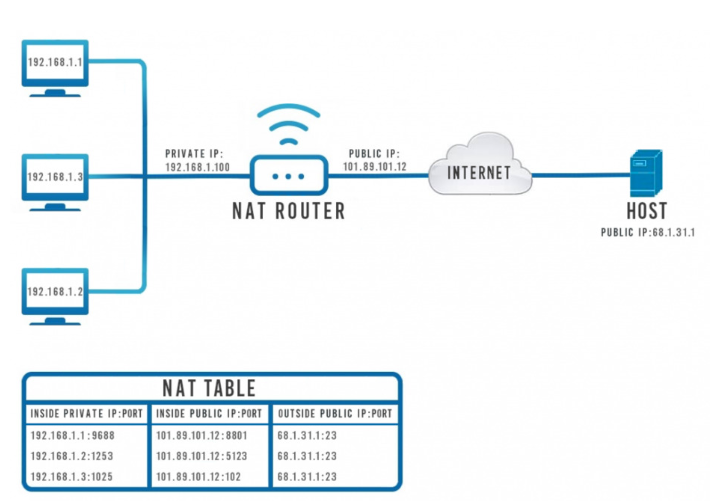 192.168.1.1
PRIVATE IP:
192.168.1.100
PUBLIC IP:
101.89.101.12
192.168.1.3
INTERNET
NAT ROUTER
HOST
PUBLIC IP:68.1.31.1
192.168.1.2
NAT TABLE
INSIDE PRIVATE IP:PORT INSIDE PUBLIC IP:PORT OUTSIDE PUBLIC IP:PORT
192.168.1.1:9688 101.89.101.12:8801 68.1.31.1:23
192.168.1.2:1253 101.89.101.12:5123 68.1.31.1:23
192.168.1.3:1025 101.89.101.12:102 68.1.31.1:23